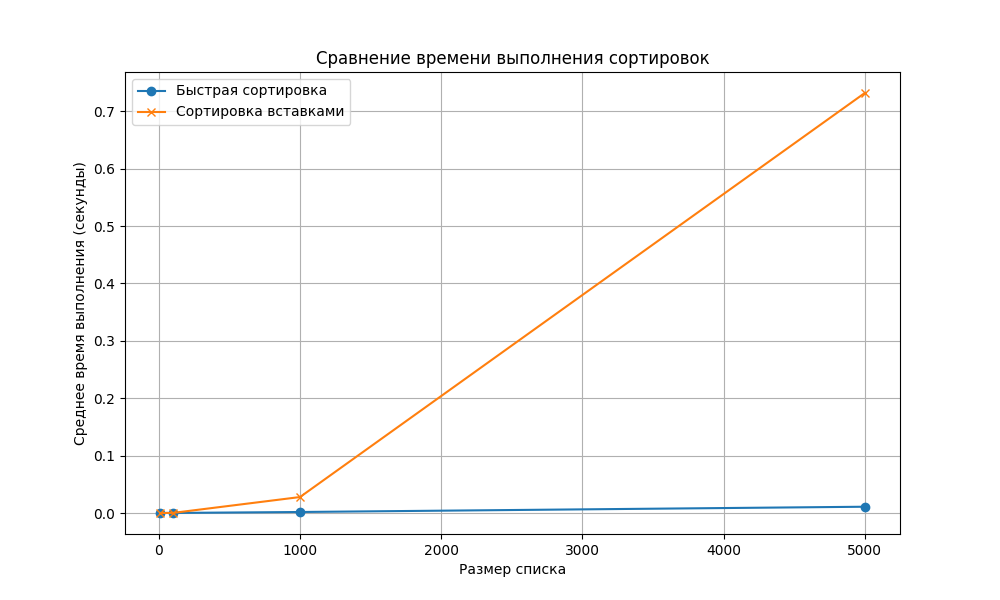 Сравнение времени выполнения сортировок
Быстрая сортировка
Сортировка вставками
Среднее время выполнения (секунды)
0.7
0.6
0.5
0.4
0.3
0.2
0.1
0.0
0 1000 2000 3000 4000 5000
Размер списка